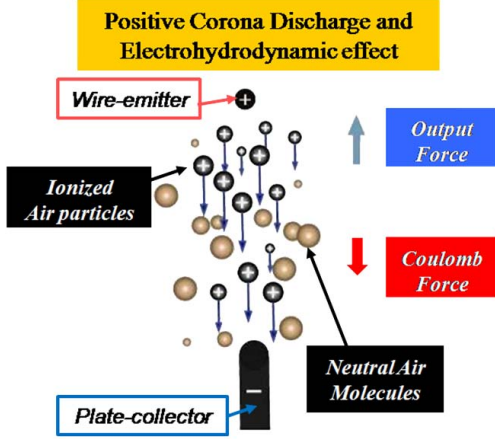 Positive Corona Discharge and
Electrohydrodynamic effect
Wire-emitter
Output
Force
Ionized
Air particles
Coulomb
Force
Neutral Air
Molecules
Plate-collector